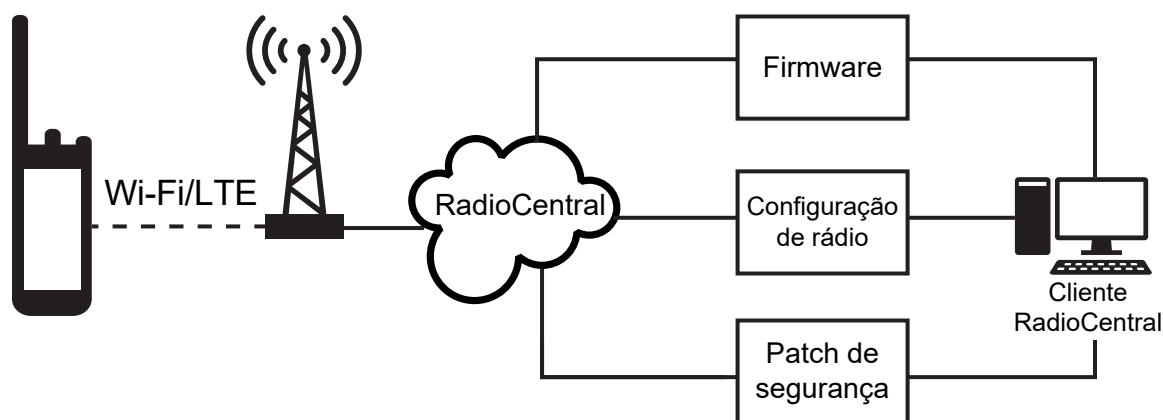 Wi-Fi/LTE
RadioCentral
Firmware
Configuração
de rádio
Patch de
segurança
Cliente
RadioCentral